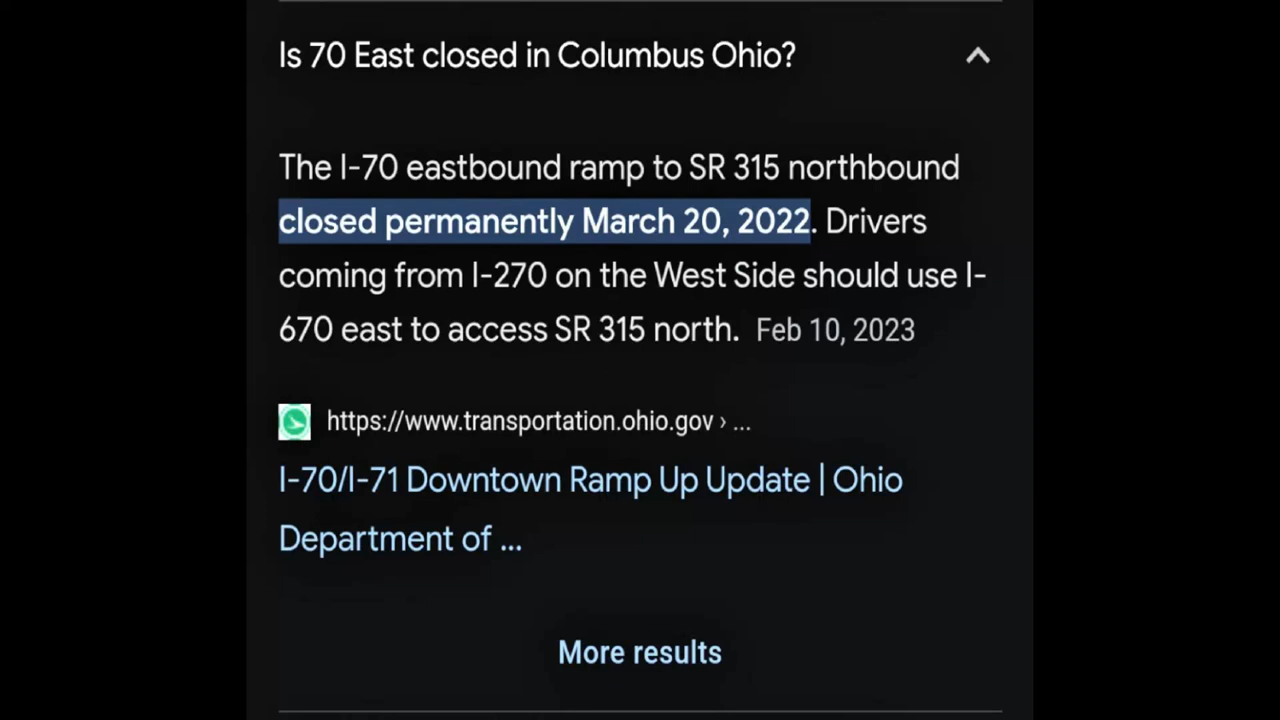 Is 70 East closed in Columbus Ohio?
The I-70 eastbound ramp to SR 315 northbound
closed permanently March 20, 2022. Drivers
coming from I-270 on the West Side should use I-
670 east to access SR 315 north. Feb 10, 2023
https://www.transportation.ohio.gov › ...
I-70/I-71 Downtown Ramp Up Update | Ohio
Department of ...
More results